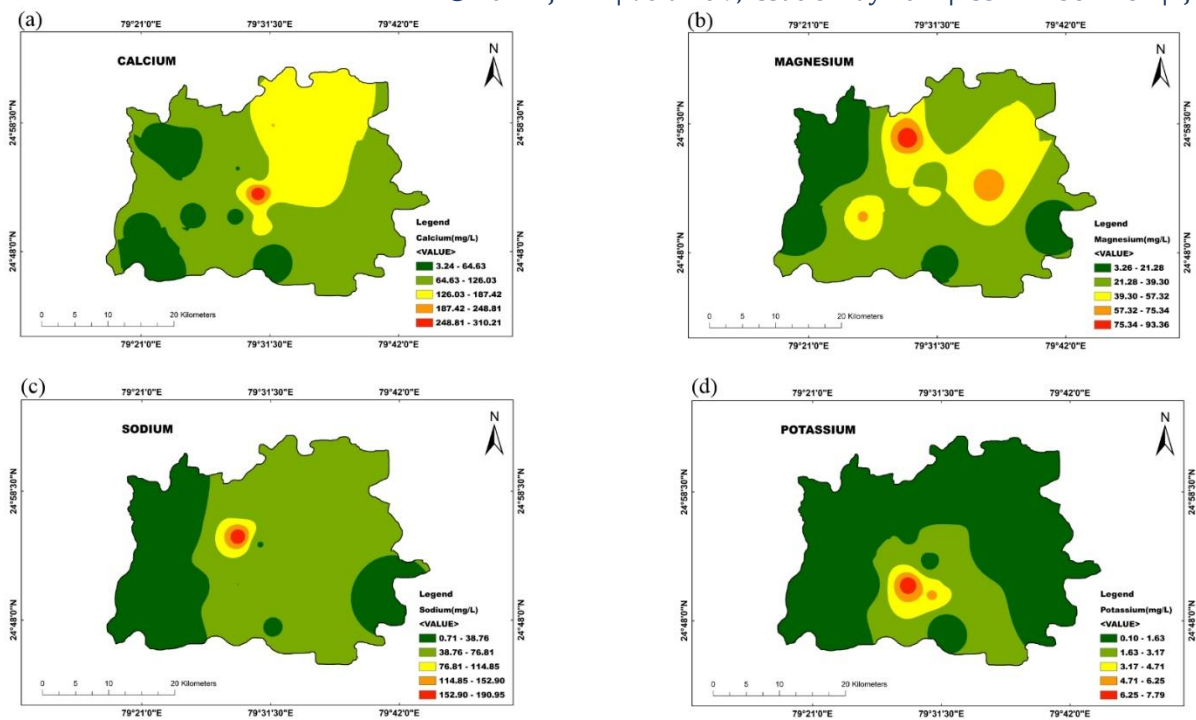 (a)
79°21'0"E 79°31'30"E 79°42'0"E
CALCIUM
N
24°58'30"N
24°58'30"N
24°48'0"N
24°48'0"N
Legend
Calcium(mg/L)
<VALUE>
3.24 - 64.63
64.63 - 126.03
126.03 - 187.42
187.42 - 248.81
248.81 - 310.21
0 5 10 20 Kilometers
79°21'0"E 79°31'30"E 79°42'0"E
(b)
79°21'0"E 79°31'30"E 79°42'0"E
MAGNESIUM
N
24°58'30"N
24°58'30"N
24°48'0"N
24°48'0"N
Legend
Magnesium(mg/L)
<VALUE>
3.26 - 21.28
21.28 - 39.30
39.30 - 57.32
57.32 - 75.34
75.34 - 93.36
0 5 10 20 Kilometers
79°21'0"E 79°31'30"E 79°42'0"E
(c)
79°21'0"E 79°31'30"E 79°42'0"E
SODIUM
N
24°58'30"N
24°58'30"N
24°48'0"N
24°48'0"N
Legend
Sodium(mg/L)
<VALUE>
0.71 - 38.76
38.76 - 76.81
76.81 - 114.85
114.85 - 152.90
152.90 - 190.95
0 5 10 20 Kilometers
79°21'0"E 79°31'30"E 79°42'0"E
(d)
79°21'0"E 79°31'30"E 79°42'0"E
POTASSIUM
N
24°58'30"N
24°58'30"N
24°48'0"N
24°48'0"N
Legend
Potassium(mg/L)
<VALUE>
0.10 - 1.63
1.63 - 3.17
3.17 - 4.71
4.71 - 6.25
6.25 - 7.79
0 5 10 20 Kilometers
79°21'0"E 79°31'30"E 79°42'0"E